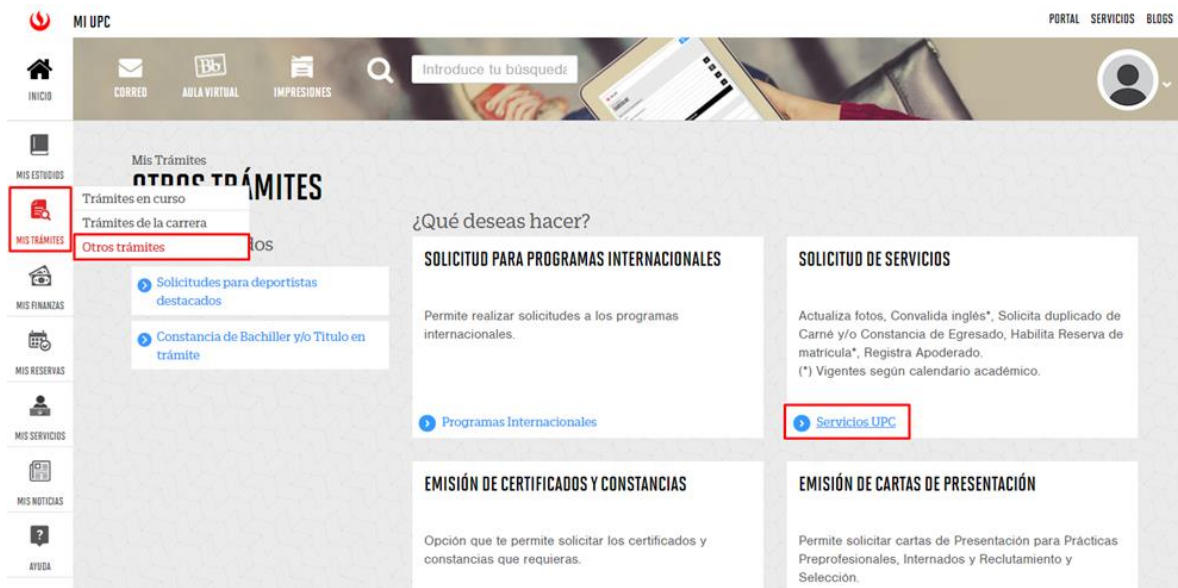 MI UPC
PORTAL SERVICIOS BLOGS
INICIO
CORREO
Bb
AULA VIRTUAL
IMPRESIONES
Introduce tu búsqueda
MIS ESTUDIOS
MIS TRÁMITES
MIS FINANZAS
MIS RESERVAS
MIS SERVICIOS
MIS NOTICIAS
AYUDA
Mis Trámites
OTROS TRÁMITES
Trámites en curso
Trámites de la carrera
Otros trámites
Solicitudes para deportistas
destacados
Constancia de Bachiller y/o Titulo en
trámite
¿Qué deseas hacer?
SOLICITUD PARA PROGRAMAS INTERNACIONALES
Permite realizar solicitudes a los programas
internacionales.
Programas Internacionales
SOLICITUD DE SERVICIOS
Actualiza fotos, Convalida inglés*, Solicita duplicado de
Carné y/o Constancia de Egresado, Habilita Reserva de
matrícula*, Registra Apoderado.
(*) Vigentes según calendario académico.
Servicios UPC
EMISIÓN DE CERTIFICADOS Y CONSTANCIAS
Opción que te permite solicitar los certificados y
constancias que requieras.
EMISIÓN DE CARTAS DE PRESENTACIÓN
Permite solicitar cartas de Presentación para Prácticas
Preprofesionales, Internados y Reclutamiento y
Selección.